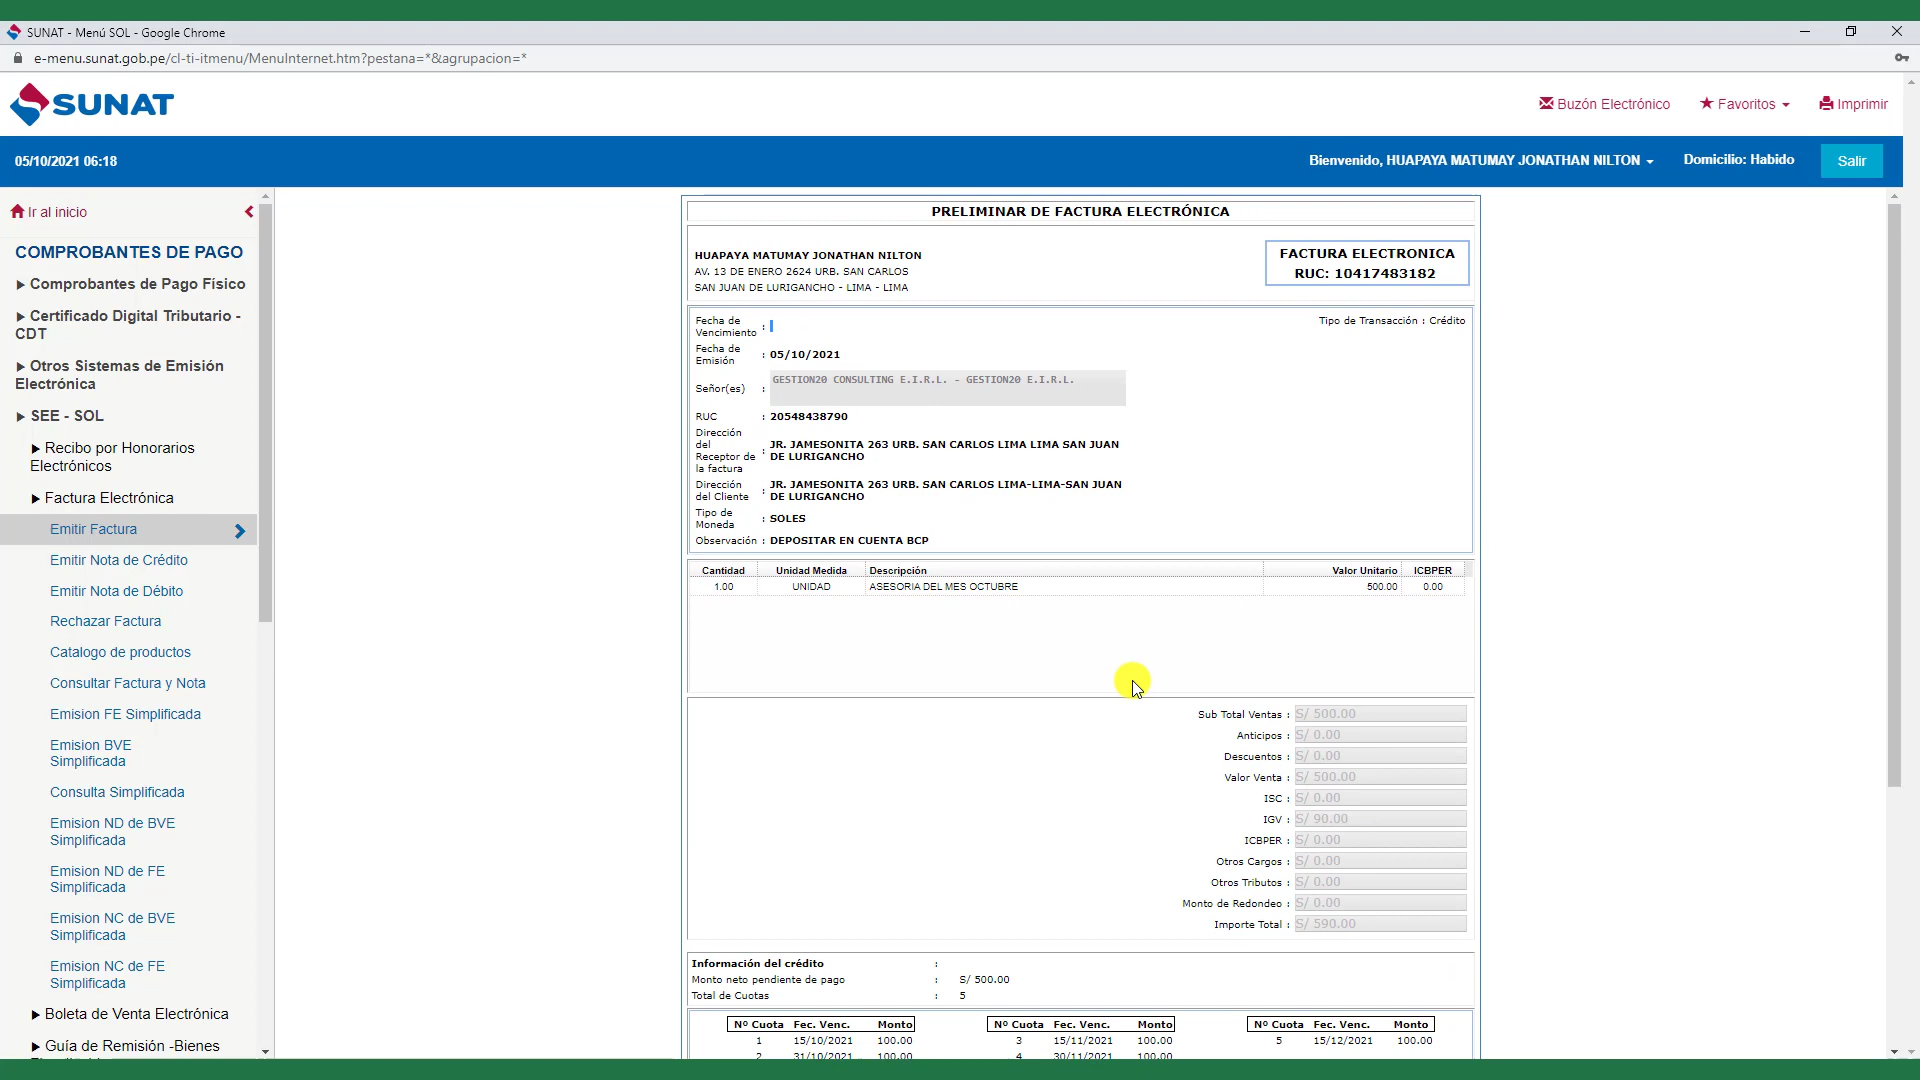 SUNAT - Menú SOL - Google Chrome
e-menu.sunat.gob.pe/cl-ti-itmenu/MenuInternet.htm?pestana=*&agrupacion=*
SUNAT
Buzón Electrónico
Favoritos
Imprimir
05/10/2021 06:18
Bienvenido, HUAPAYA MATUMAY JONATHAN NILTON
Domicilio: Habido
Salir
Ir al inicio
COMPROBANTES DE PAGO
Comprobantes de Pago Físico
Certificado Digital Tributario -
CDT
Otros Sistemas de Emisión
Electrónica
SEE - SOL
Recibo por Honorarios
Electrónicos
Factura Electrónica
Emitir Factura
Emitir Nota de Crédito
Emitir Nota de Débito
Rechazar Factura
Catalogo de productos
Consultar Factura y Nota
Emision FE Simplificada
Emision BVE
Simplificada
Consulta Simplificada
Emision ND de BVE
Simplificada
Emision ND de FE
Simplificada
Emision NC de BVE
Simplificada
Emision NC de FE
Simplificada
Boleta de Venta Electrónica
Guía de Remisión -Bienes
PRELIMINAR DE FACTURA ELECTRÓNICA
HUAPAYA MATUMAY JONATHAN NILTON
AV. 13 DE ENERO 2624 URB. SAN CARLOS
SAN JUAN DE LURIGANCHO - LIMA - LIMA
FACTURA ELECTRONICA
RUC: 10417483182
Fecha de
Vencimiento :
Tipo de Transacción : Crédito
Fecha de
Emisión : 05/10/2021
Señor(es) : GESTION20 CONSULTING E.I.R.L. - GESTION20 E.I.R.L.
RUC : 20548438790
Dirección
del
Receptor de
la factura : JR. JAMESONITA 263 URB. SAN CARLOS LIMA LIMA SAN JUAN
DE LURIGANCHO
Dirección
del Cliente : JR. JAMESONITA 263 URB. SAN CARLOS LIMA-LIMA-SAN JUAN
DE LURIGANCHO
Tipo de
Moneda : SOLES
Observación : DEPOSITAR EN CUENTA BCP
Cantidad Unidad Medida Descripción Valor Unitario ICBPER
1.00 UNIDAD ASESORIA DEL MES OCTUBRE 500.00 0.00
Sub Total Ventas : S/ 500.00
Anticipos : S/ 0.00
Descuentos : S/ 0.00
Valor Venta : S/ 500.00
ISC : S/ 0.00
IGV : S/ 90.00
ICBPER : S/ 0.00
Otros Cargos : S/ 0.00
Otros Tributos : S/ 0.00
Monto de Redondeo : S/ 0.00
Importe Total : S/ 590.00
Información del crédito :
Monto neto pendiente de pago : S/ 500.00
Total de Cuotas : 5
Nº Cuota Fec. Venc. Monto Nº Cuota Fec. Venc. Monto Nº Cuota Fec. Venc. Monto
1 15/10/2021 100.00 3 15/11/2021 100.00 5 15/12/2021 100.00
2 31/10/2021 100.00 4 30/11/2021 100.00